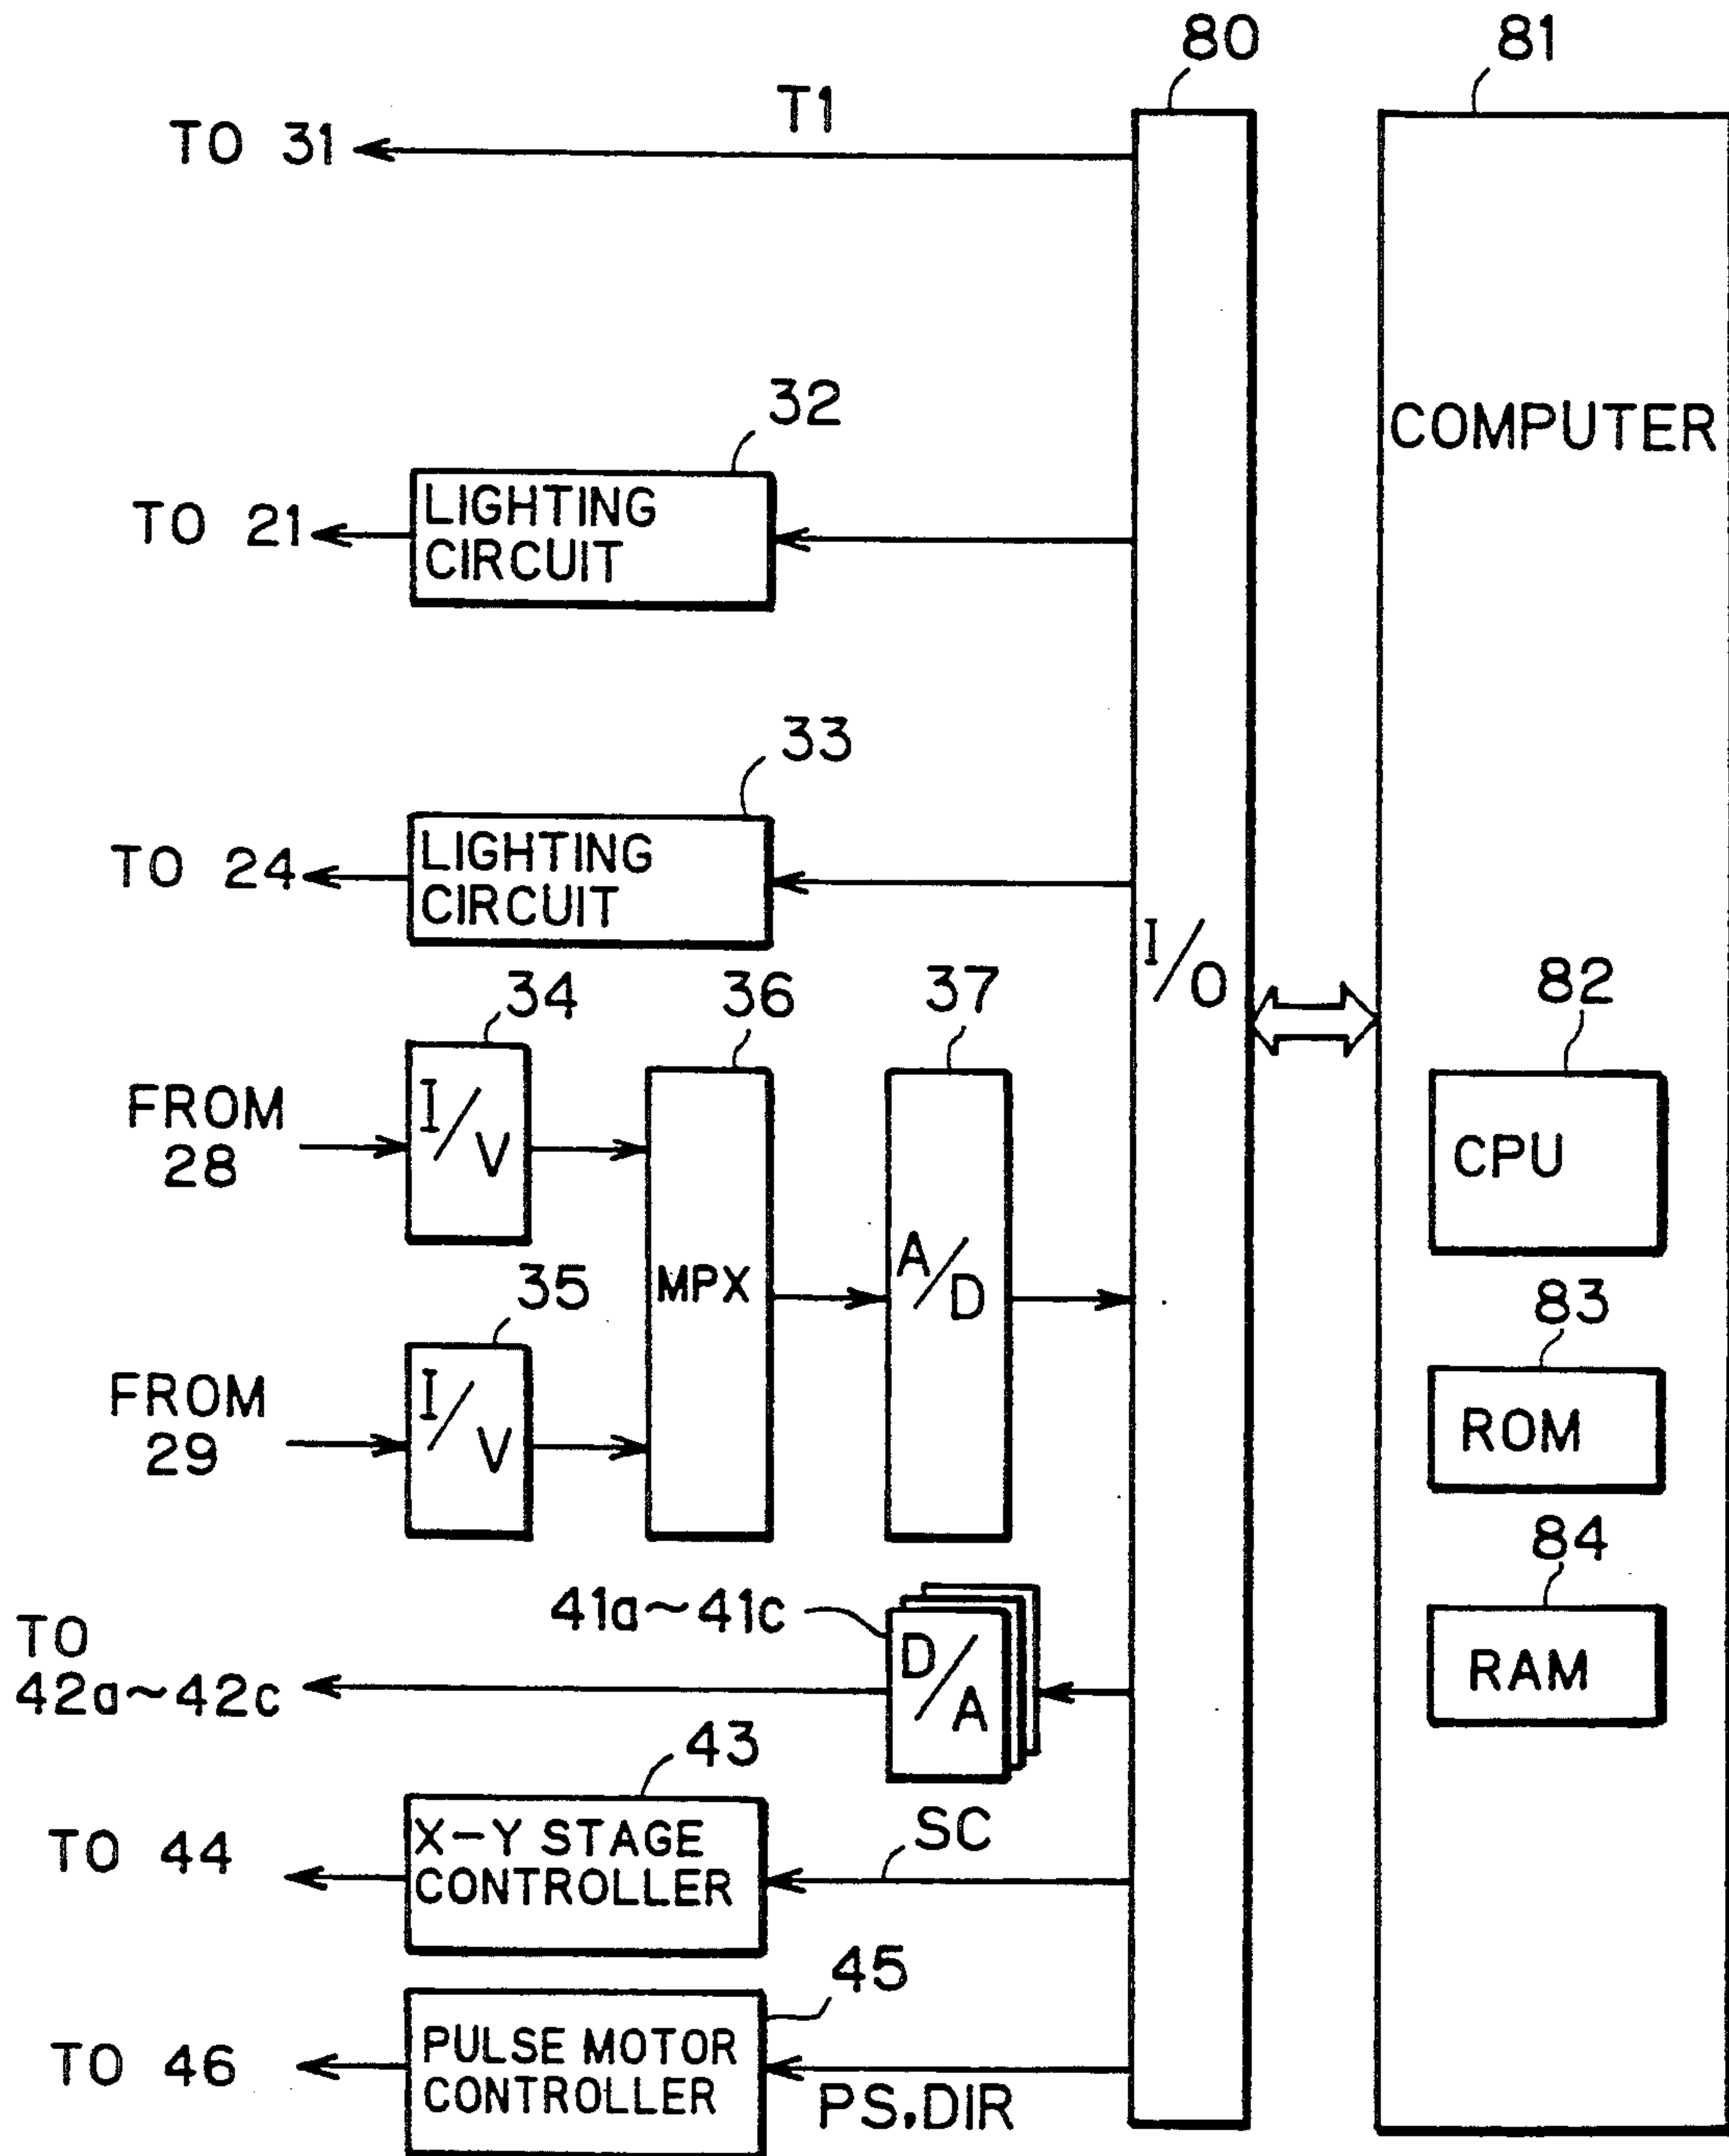 80
81
T1
TO 31
COMPUTER
32
LIGHTING
CIRCUIT
TO 21
33
LIGHTING
CIRCUIT
TO 24
I/O
34
36
37
82
FROM
28
I/V
CPU
MPX
A/D
35
83
FROM
29
I/V
ROM
84
41a~41c
TO
42a~42c
D/A
RAM
43
X-Y STAGE
CONTROLLER
TO 44
SC
45
PULSE MOTOR
CONTROLLER
TO 46
PS.DIR